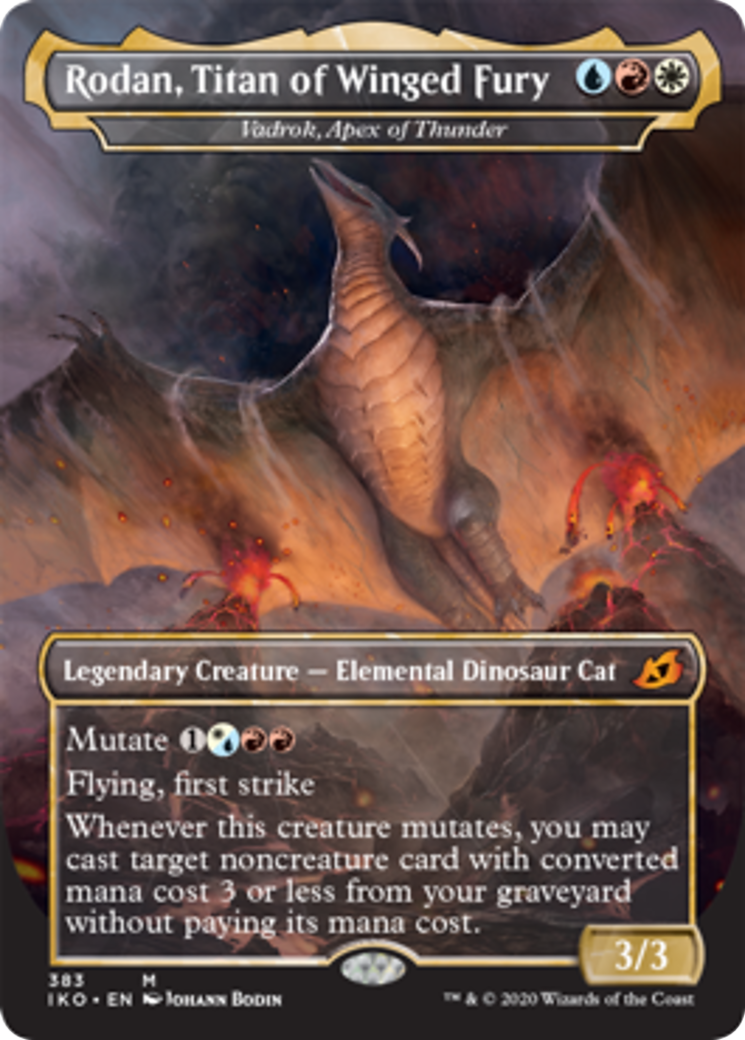 Rodan, Titan of Winged Fury
Vadrok, Apex of Thunder
Legendary Creature — Elemental Dinosaur Cat
Mutate 1
Flying, first strike
Whenever this creature mutates, you may
cast target noncreature card with converted
mana cost 3 or less from your graveyard
without paying its mana cost.
3/3
383 M
IKO • EN Johann Bodin
™ & © 2020 Wizards of the Coast